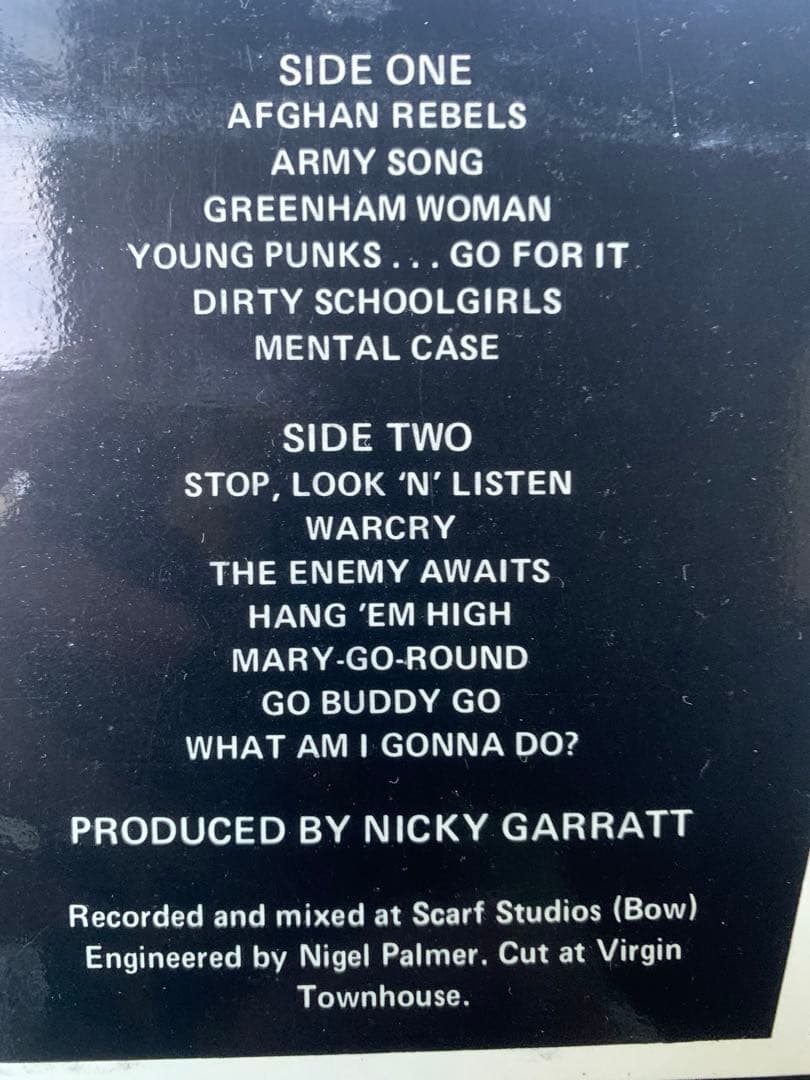 SIDE ONE
AFGHAN REBELS
ARMY SONG
GREENHAM WOMAN
YOUNG PUNKS . . . GO FOR IT
DIRTY SCHOOLGIRLS
MENTAL CASE
SIDE TWO
STOP, LOOK ‘N’ LISTEN
WARCRY
THE ENEMY AWAITS
HANG ’EM HIGH
MARY-GO-ROUND
GO BUDDY GO
WHAT AM I GONNA DO?
PRODUCED BY NICKY GARRATT
Recorded and mixed at Scarf Studios (Bow)
Engineered by Nigel Palmer. Cut at Virgin
Townhouse.